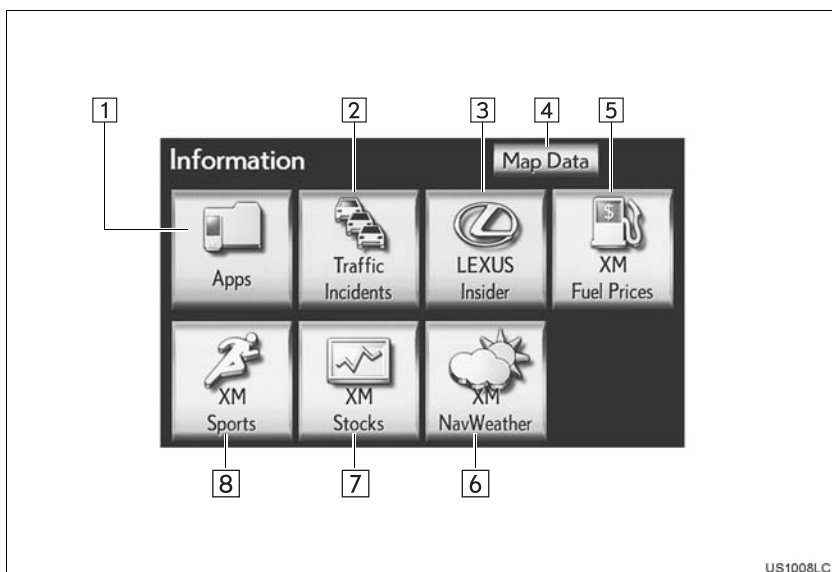 1
2
3
4
5
Information
Map Data
Apps
Traffic
Incidents
LEXUS
Insider
$
XM
Fuel Prices
XM
Sports
XM
Stocks
XM
NavWeather
8
7
6
US1008LC